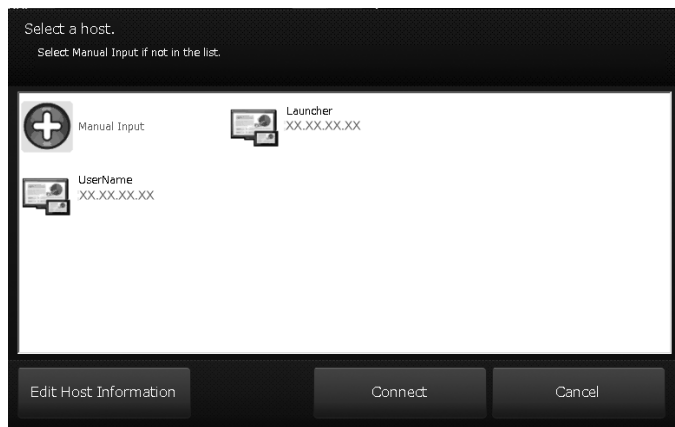 Select a host.
Select Manual Input if not in the list.
Manual Input
Launcher
XX.XX.XX.XX
UserName
XX.XX.XX.XX
Edit Host Information
Connect
Cancel